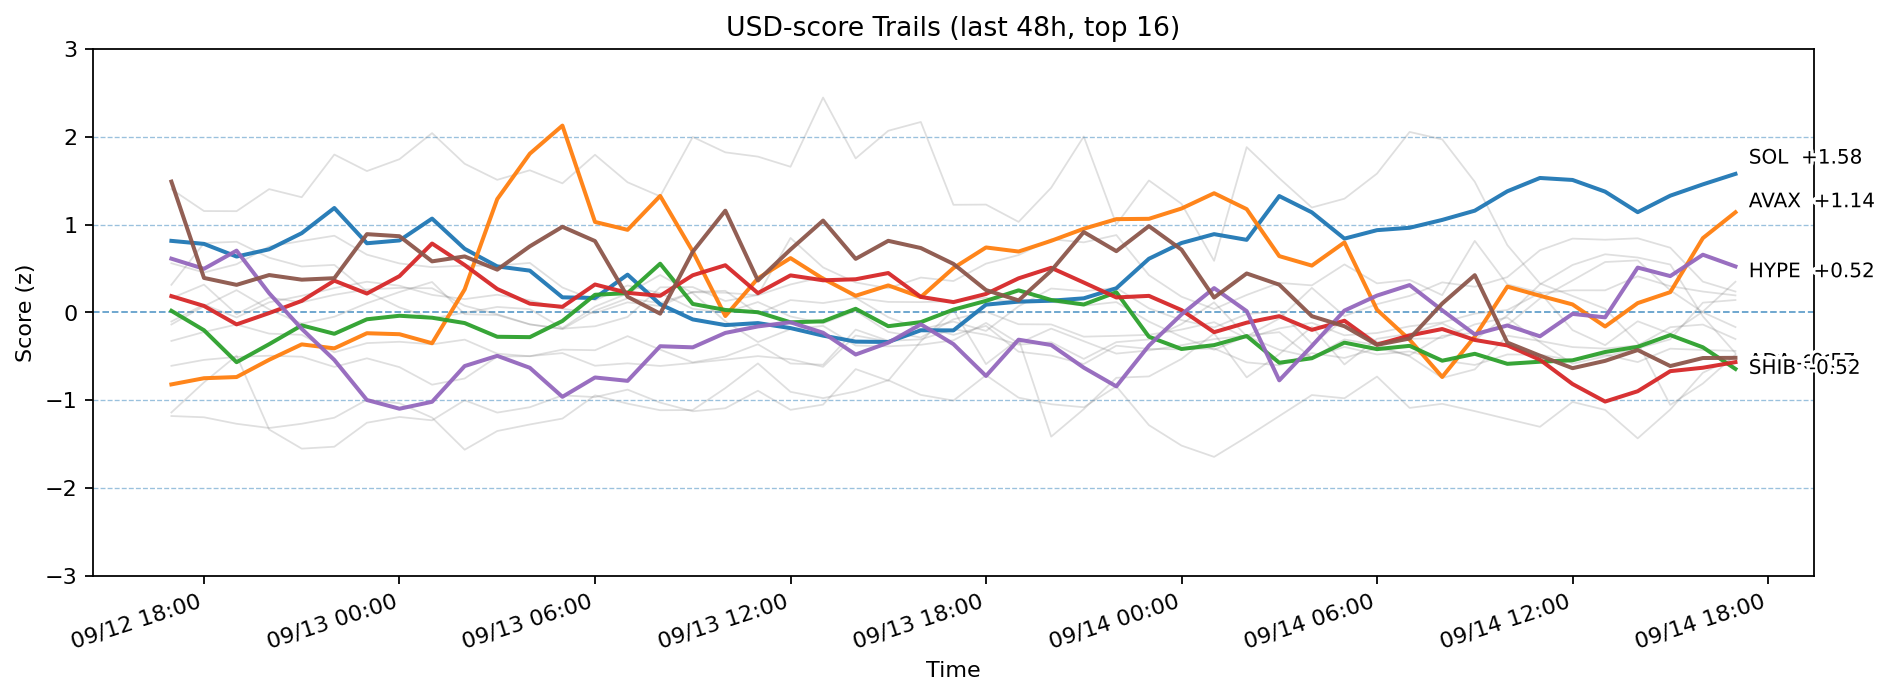 USD-score Trails (last 48h, top 16)
3
2
1
0
−1
−2
−3
Score (z)
SOL +1.58
AVAX +1.14
HYPE +0.52
SHIB -0.52
09/12 18:00
09/13 00:00
09/13 06:00
09/13 12:00
09/13 18:00
09/14 00:00
09/14 06:00
09/14 12:00
09/14 18:00
Time